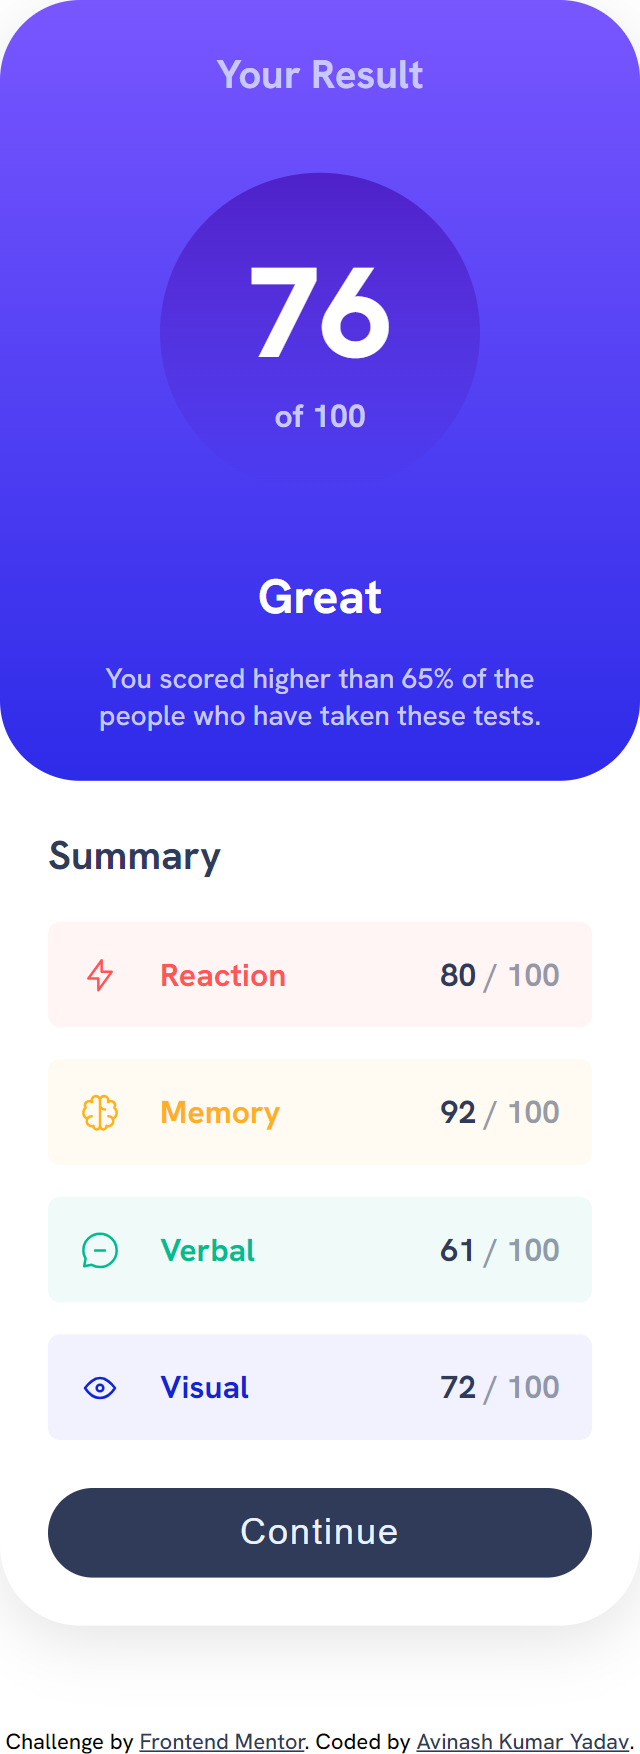 Your Result
76
of 100
Great
You scored higher than 65% of the
people who have taken these tests.
Summary
Reaction 80 / 100
Memory 92 / 100
Verbal 61 / 100
Visual 72 / 100
Continue
Challenge by Frontend Mentor. Coded by Avinash Kumar Yadav.